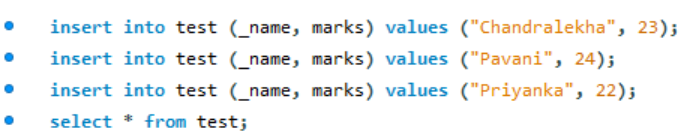 insert into test (_name, marks) values ("Chandralekha", 23);
insert into test (_name, marks) values ("Pavani", 24);
insert into test (_name, marks) values ("Priyanka", 22);
select * from test;